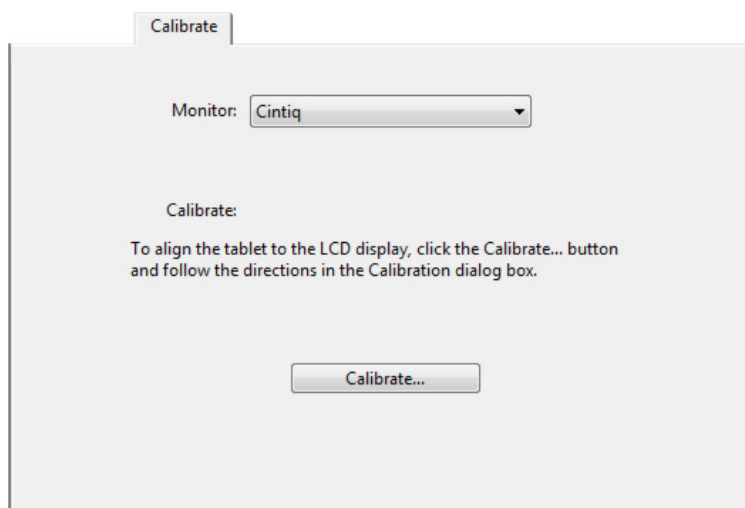 Calibrate
Monitor: Cintiq
Calibrate:
To align the tablet to the LCD display, click the Calibrate... button
and follow the directions in the Calibration dialog box.
Calibrate...